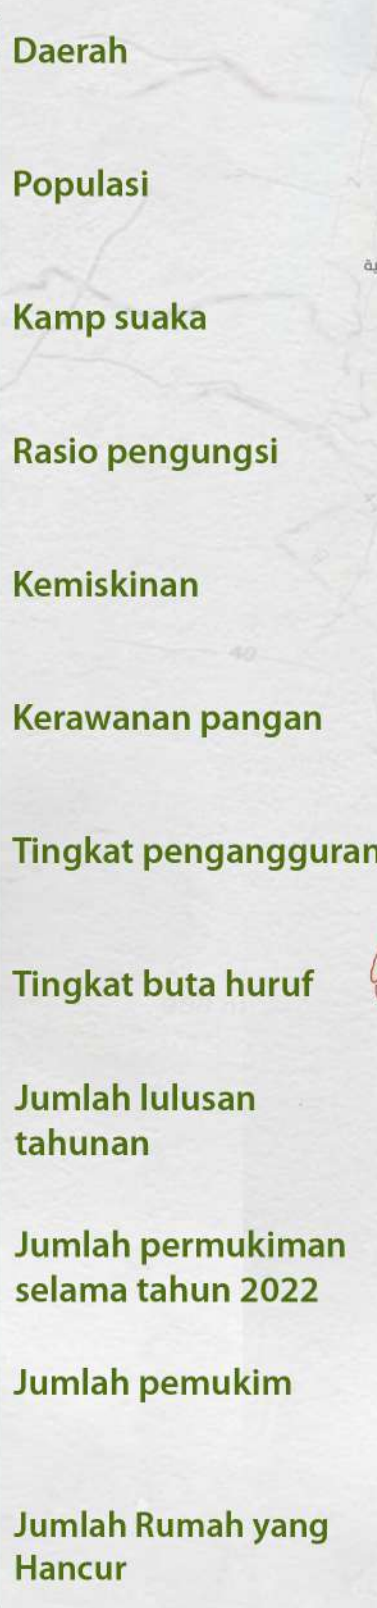 Daerah
Populasi
Kamp suaka
Rasio pengungsi
Kemiskinan
40
Kerawanan pangan
Tingkat pengangguran
Tingkat buta huruf
Jumlah lulusan
tahunan
Jumlah permukiman
selama tahun 2022
Jumlah pemukim
Jumlah Rumah yang
Hancur